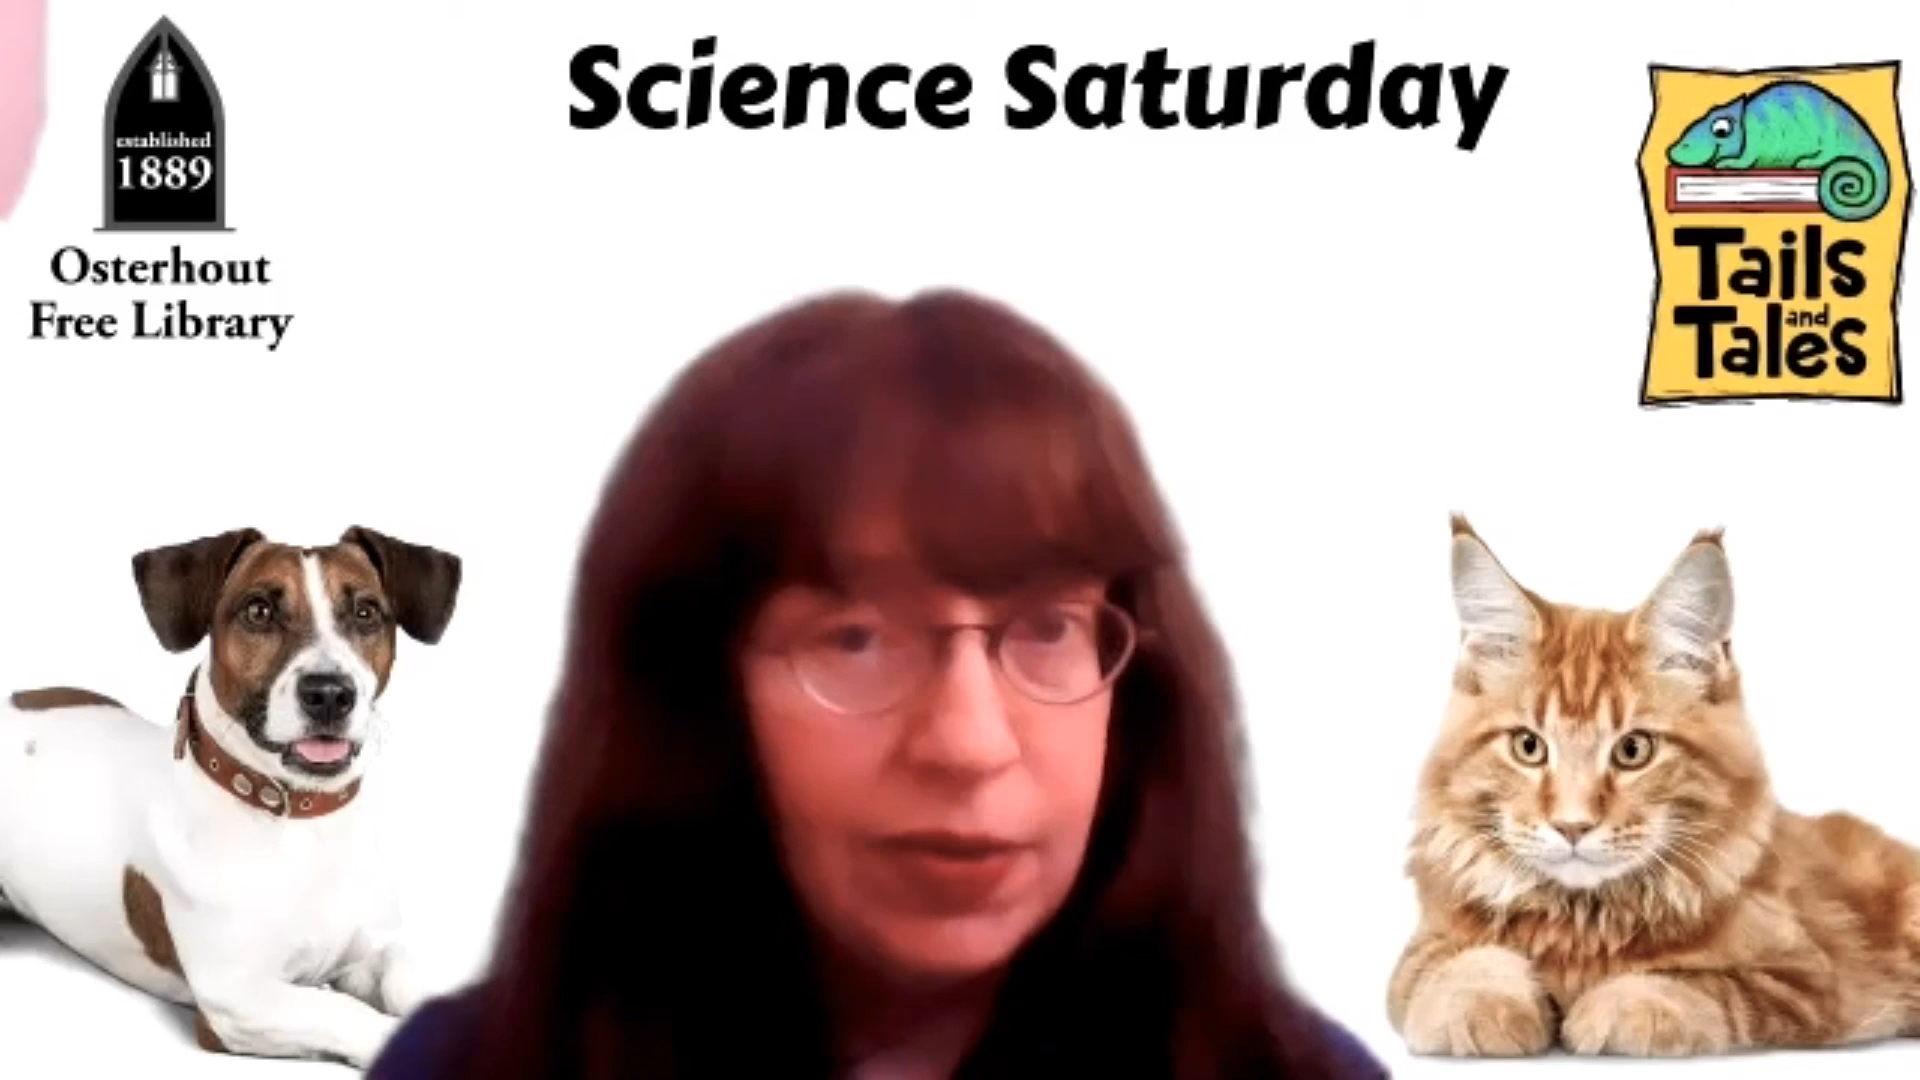 Science Saturday
established
1889
Osterhout
Free Library
Tails
and
Tales